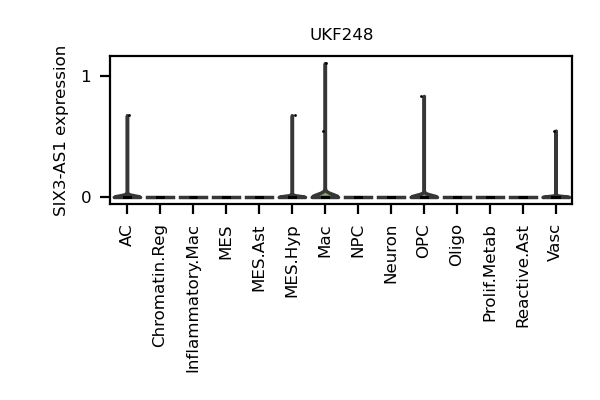 UKF248
SIX3-AS1 expression
1
0
AC
Chromatin.Reg
Inflammatory.Mac
MES
MES.Ast
MES.Hyp
Mac
NPC
Neuron
OPC
Oligo
Prolif.Metab
Reactive.Ast
Vasc